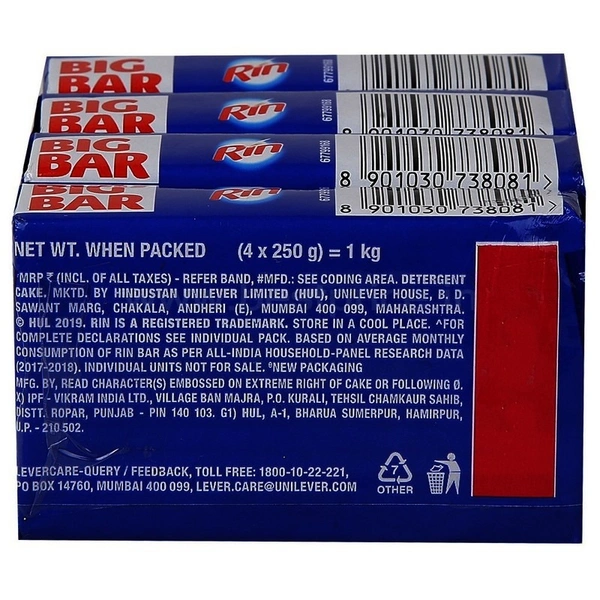 BIG
BAR
Rin
67799168
BIG
BAR
Rin
67799168
8 901030 738081 >
BIG
BAR
Rin
67799168
8 901030 738081 >
BIG
BAR
Rin
8 901030 738081 >
NET WT. WHEN PACKED (4 x 250 g) = 1 kg
*MRP ₹ (INCL. OF ALL TAXES) - REFER BAND, #MFD.: SEE CODING AREA. DETERGENT
CAKE. MKTD. BY HINDUSTAN UNILEVER LIMITED (HUL), UNILEVER HOUSE, B. D.
SAWANT MARG, CHAKALA, ANDHERI (E), MUMBAI 400 099, MAHARASHTRA.
© HUL 2019. RIN IS A REGISTERED TRADEMARK. STORE IN A COOL PLACE. ^FOR
COMPLETE DECLARATIONS SEE INDIVIDUAL PACK. BASED ON AVERAGE MONTHLY
CONSUMPTION OF RIN BAR AS PER ALL-INDIA HOUSEHOLD-PANEL RESEARCH DATA
(2017-2018). INDIVIDUAL UNITS NOT FOR SALE. ⁰NEW PACKAGING
MFG. BY, READ CHARACTER(S) EMBOSSED ON EXTREME RIGHT OF CAKE OR FOLLOWING Ø.
X) IPF - VIKRAM INDIA LTD., VILLAGE BAN MAJRA, P.O. KURALI, TEHSIL CHAMKAUR SAHIB,
DISTT. ROPAR, PUNJAB - PIN 140 103. G1) HUL, A-1, BHARUA SUMERPUR, HAMIRPUR,
U.P. - 210 502.
LEVERCARE-QUERY / FEEDBACK, TOLL FREE: 1800-10-22-221,
PO BOX 14760, MUMBAI 400 099, LEVER.CARE@UNILEVER.COM
7
OTHER